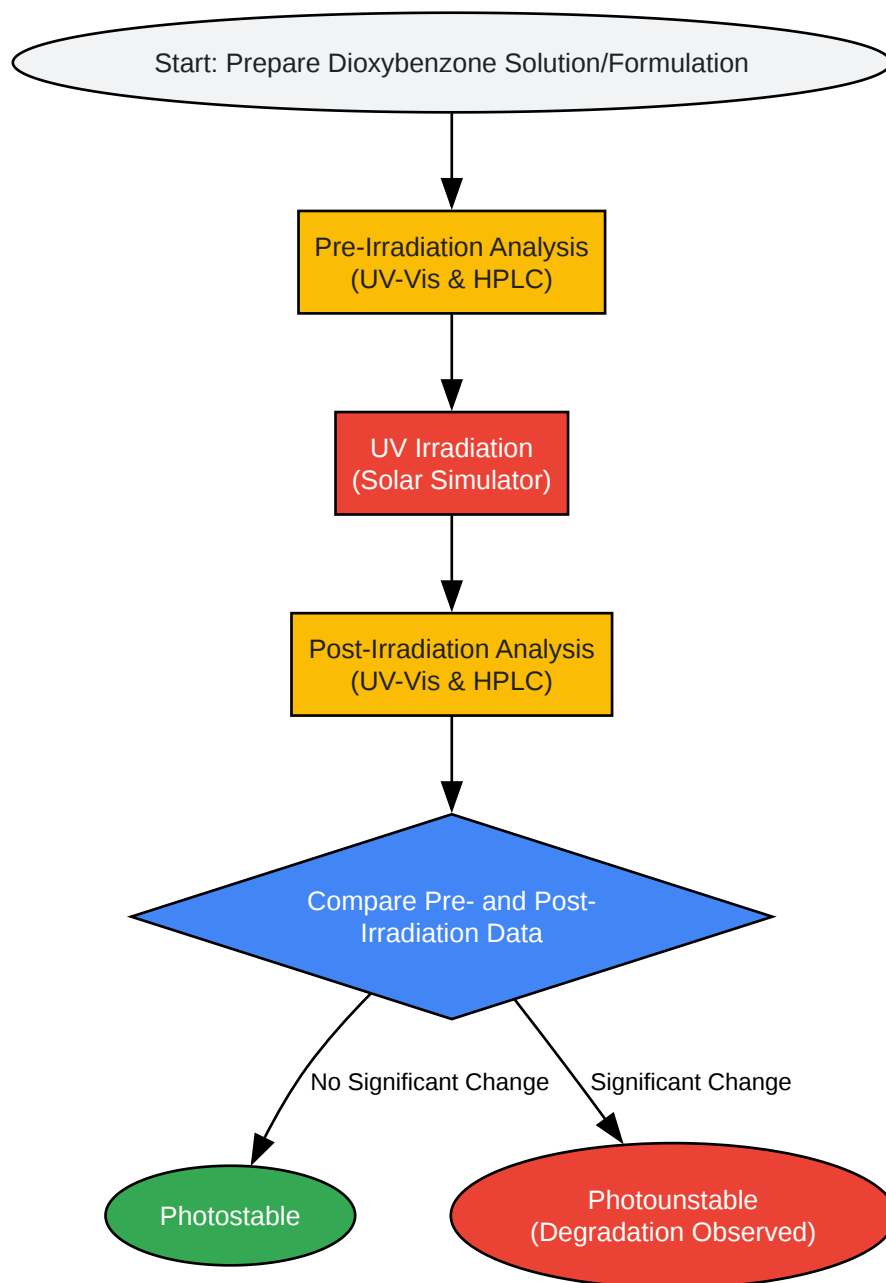 Start: Prepare Dioxybenzone Solution/Formulation
Pre-Irradiation Analysis
(UV-Vis & HPLC)
UV Irradiation
(Solar Simulator)
Post-Irradiation Analysis
(UV-Vis & HPLC)
Compare Pre- and Post-
Irradiation Data
No Significant Change
Significant Change
Photostable
Photounstable
(Degradation Observed)